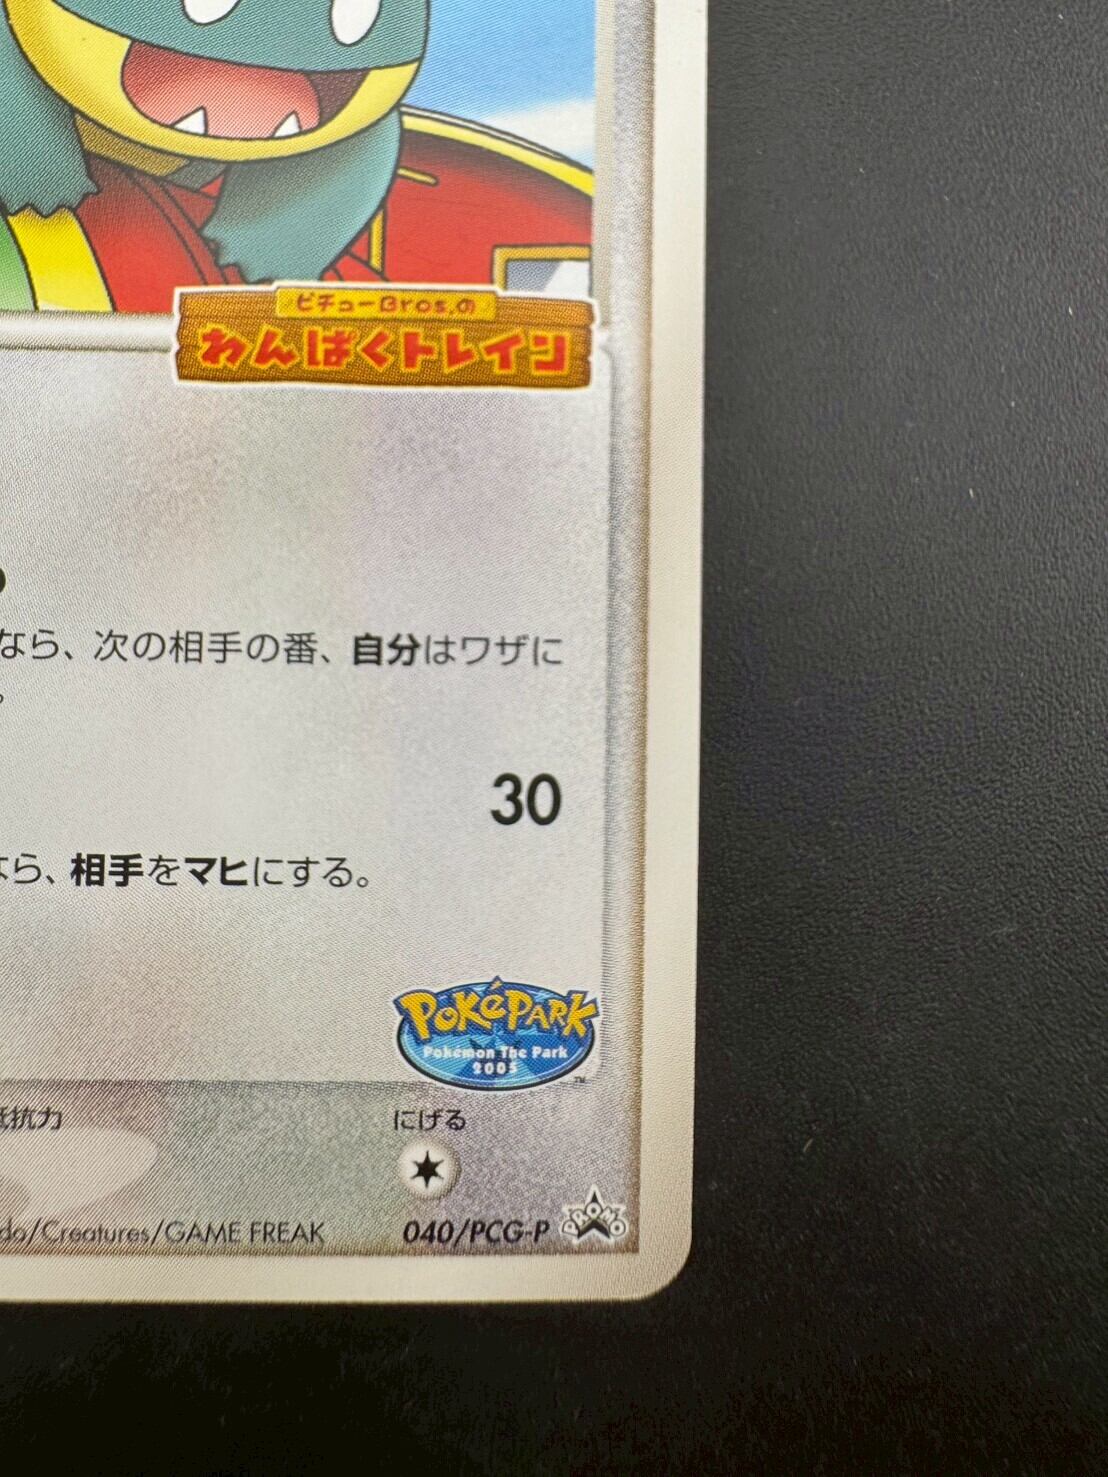 ピチューBros.の
わんぱくトレイン
なら、次の相手の番、自分はワザに
。
30
なら、相手をマヒにする。
POKéPARK
Pokémon The Park
2005
™
抵抗力 にげる
do/Creatures/GAME FREAK 040/PCG-P PROMO